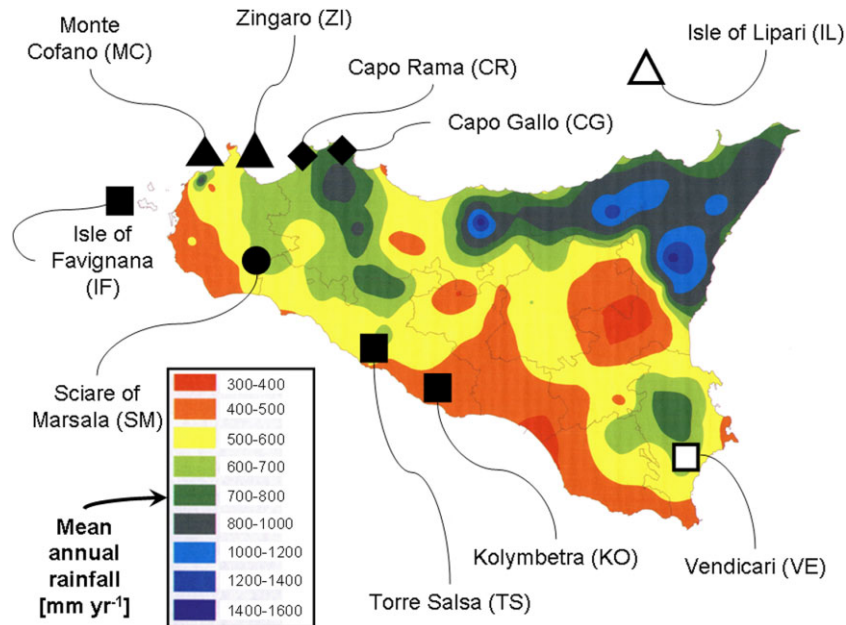 Monte
Cofano (MC)
Zingaro (ZI)
Isle of Lipari (IL)
Capo Rama (CR)
Capo Gallo (CG)
Isle of
Favignana
(IF)
Sciare of
Marsala (SM)
300-400
400-500
500-600
600-700
700-800
800-1000
1000-1200
1200-1400
1400-1600
Mean
annual
rainfall
[mm yr-1]
Kolymbetra (KO)
Vendicari (VE)
Torre Salsa (TS)